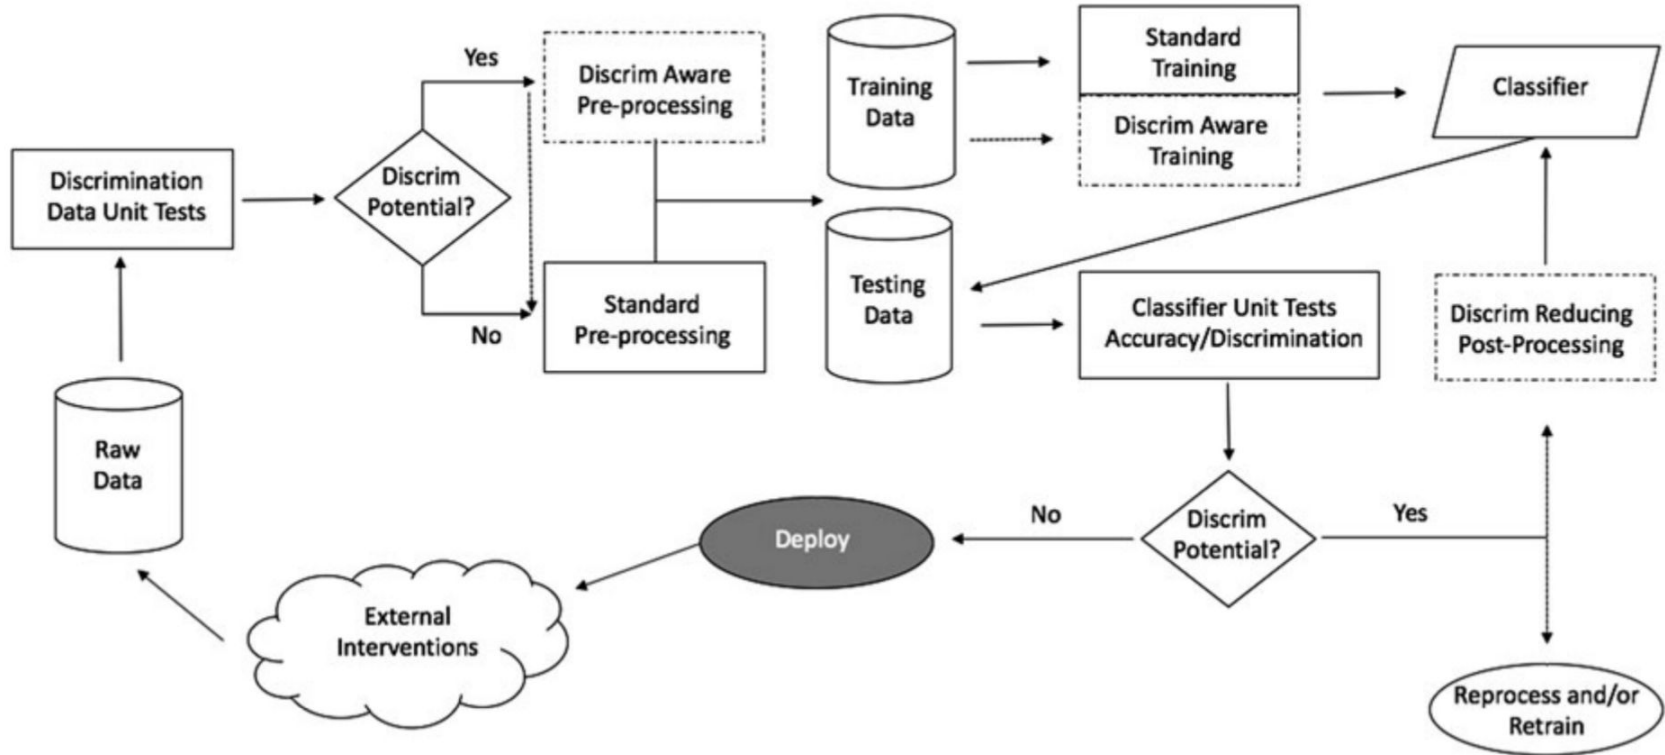 Yes
Discrim Aware
Pre-processing
Training
Data
Standard
Training
Discrim Aware
Training
Classifier
Discrimination
Data Unit Tests
Discrim
Potential?
No
Standard
Pre-processing
Testing
Data
Classifier Unit Tests
Accuracy/Discrimination
Discrim Reducing
Post-Processing
Raw
Data
Deploy
No
Discrim
Potential?
Yes
External
Interventions
Reprocess and/or
Retrain